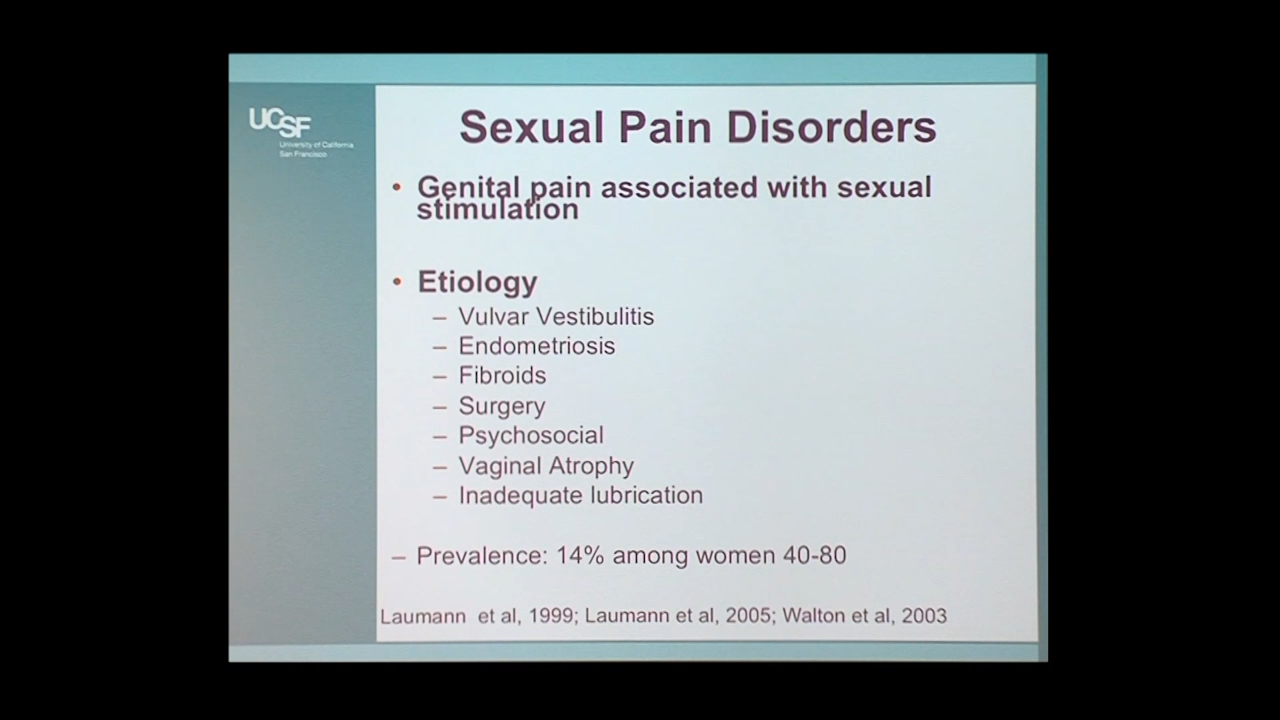 UCSF
University of California
San Francisco
Sexual Pain Disorders
• Genital pain associated with sexual
stimulation
• Etiology
– Vulvar Vestibulitis
– Endometriosis
– Fibroids
– Surgery
– Psychosocial
– Vaginal Atrophy
– Inadequate lubrication
– Prevalence: 14% among women 40-80
Laumann et al, 1999; Laumann et al, 2005; Walton et al, 2003